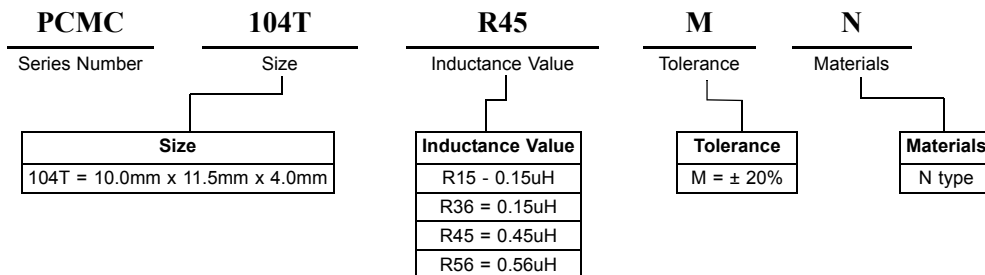 PCMC 104T R45 M N
Series Number Size Inductance Value Tolerance Materials
Size Inductance Value Tolerance Materials
104T = 10.0mm x 11.5mm x 4.0mm R15 - 0.15uH M = ± 20% N type
R36 = 0.15uH
R45 = 0.45uH
R56 = 0.56uH